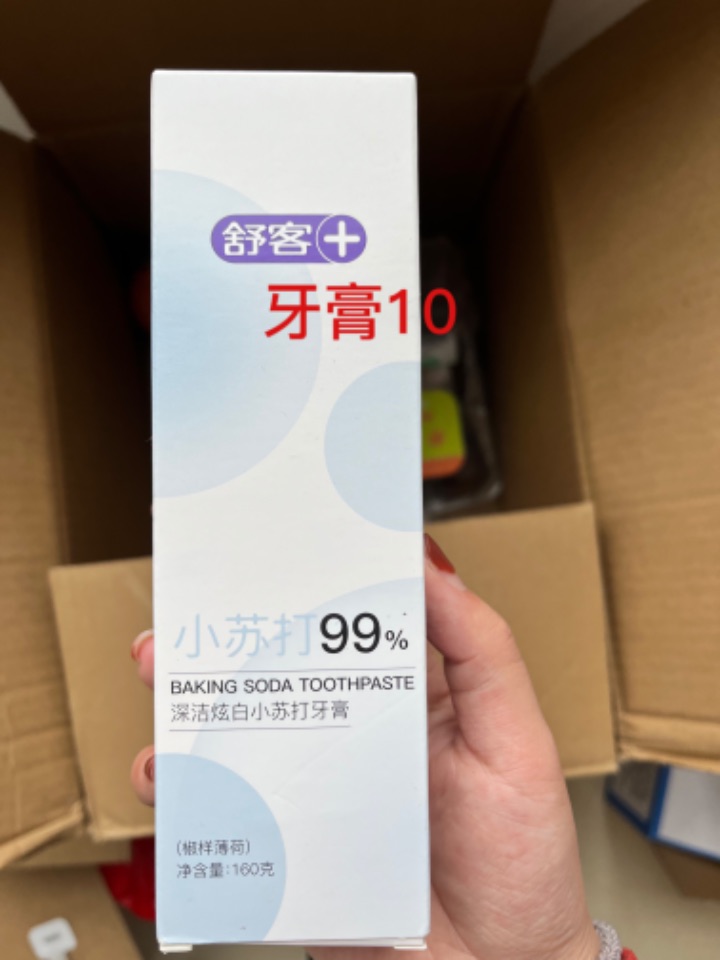 舒客+
牙膏10
小苏打99%
BAKING SODA TOOTHPASTE
深洁炫白小苏打牙膏
(椒样薄荷)
净含量:160克